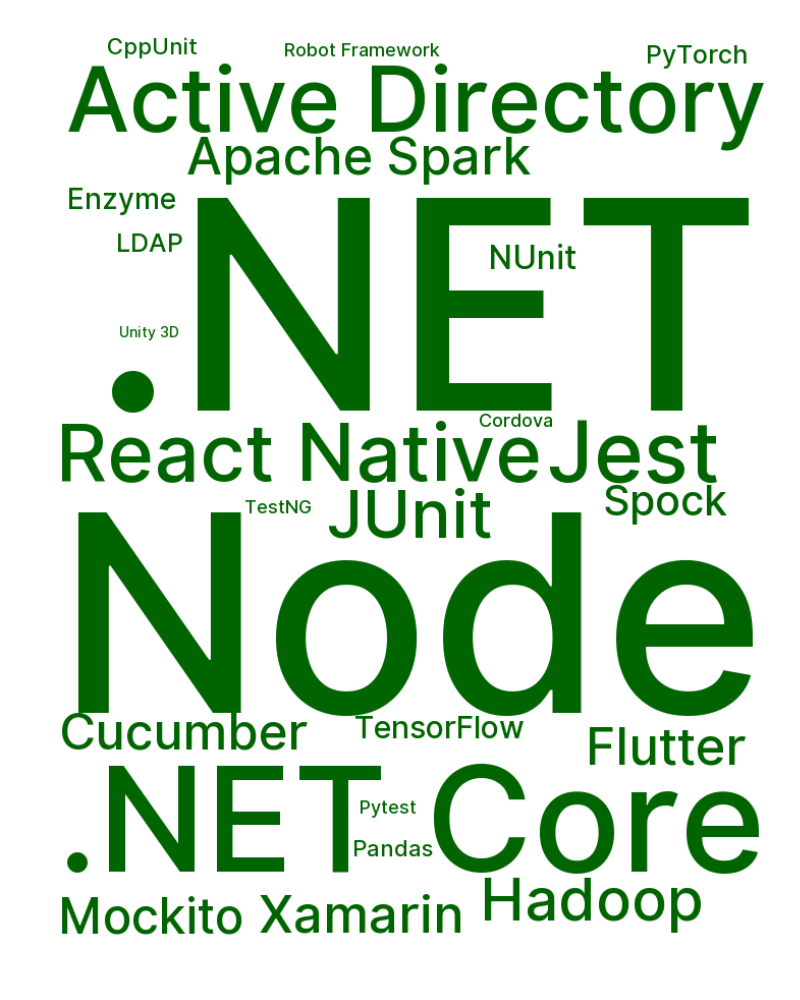 CppUnit
Robot Framework
PyTorch
Active Directory
Apache Spark
Enzyme
LDAP
NUnit
Unity 3D
.NET
Cordova
React Native
Jest
TestNG
JUnit
Spock
Node
Cucumber
TensorFlow
Flutter
.NET Core
Pytest
Pandas
Mockito
Xamarin
Hadoop